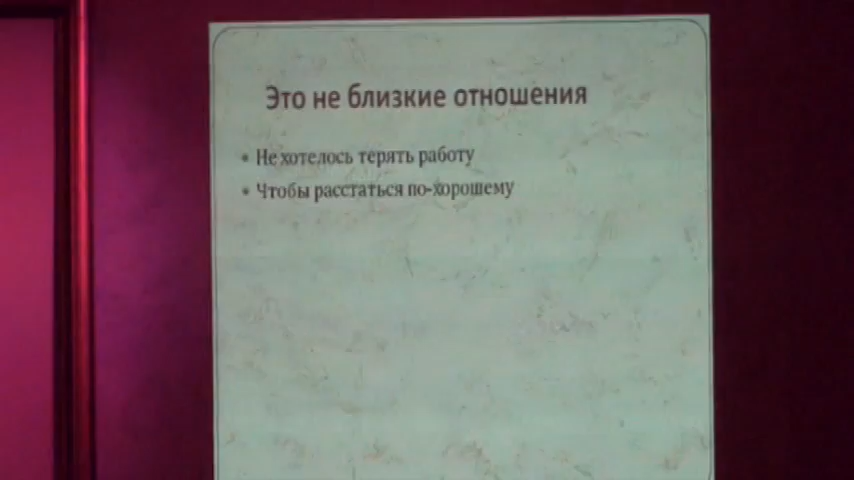 Это не близкие отношения
• Не хотелось терять работу
• Чтобы расстаться по-хорошему